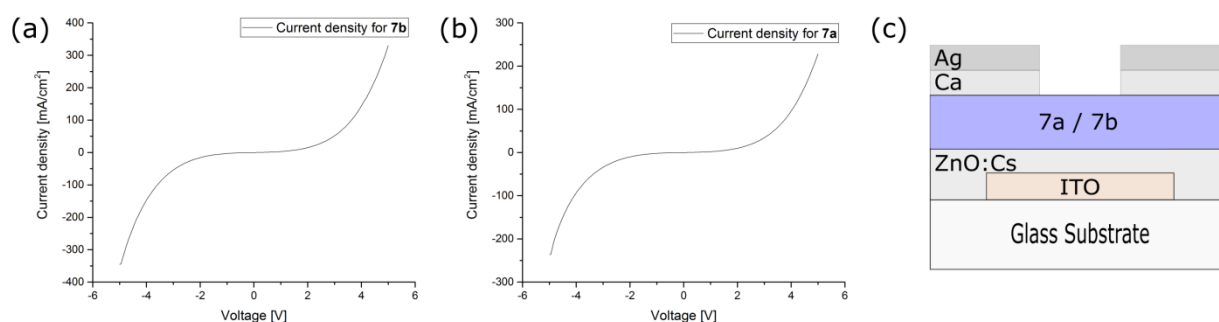 (a)
Current density for 7b
Current density [mA/cm²]
400
300
200
100
0
-100
-200
-300
-400
-6
-4
-2
0
2
4
6
Voltage [V]
(b)
Current density for 7a
Current density [mA/cm²]
300
200
100
0
-100
-200
-300
-6
-4
-2
0
2
4
6
Voltage [V]
(c)
Ag
Ca
7a / 7b
ZnO:Cs
ITO
Glass Substrate